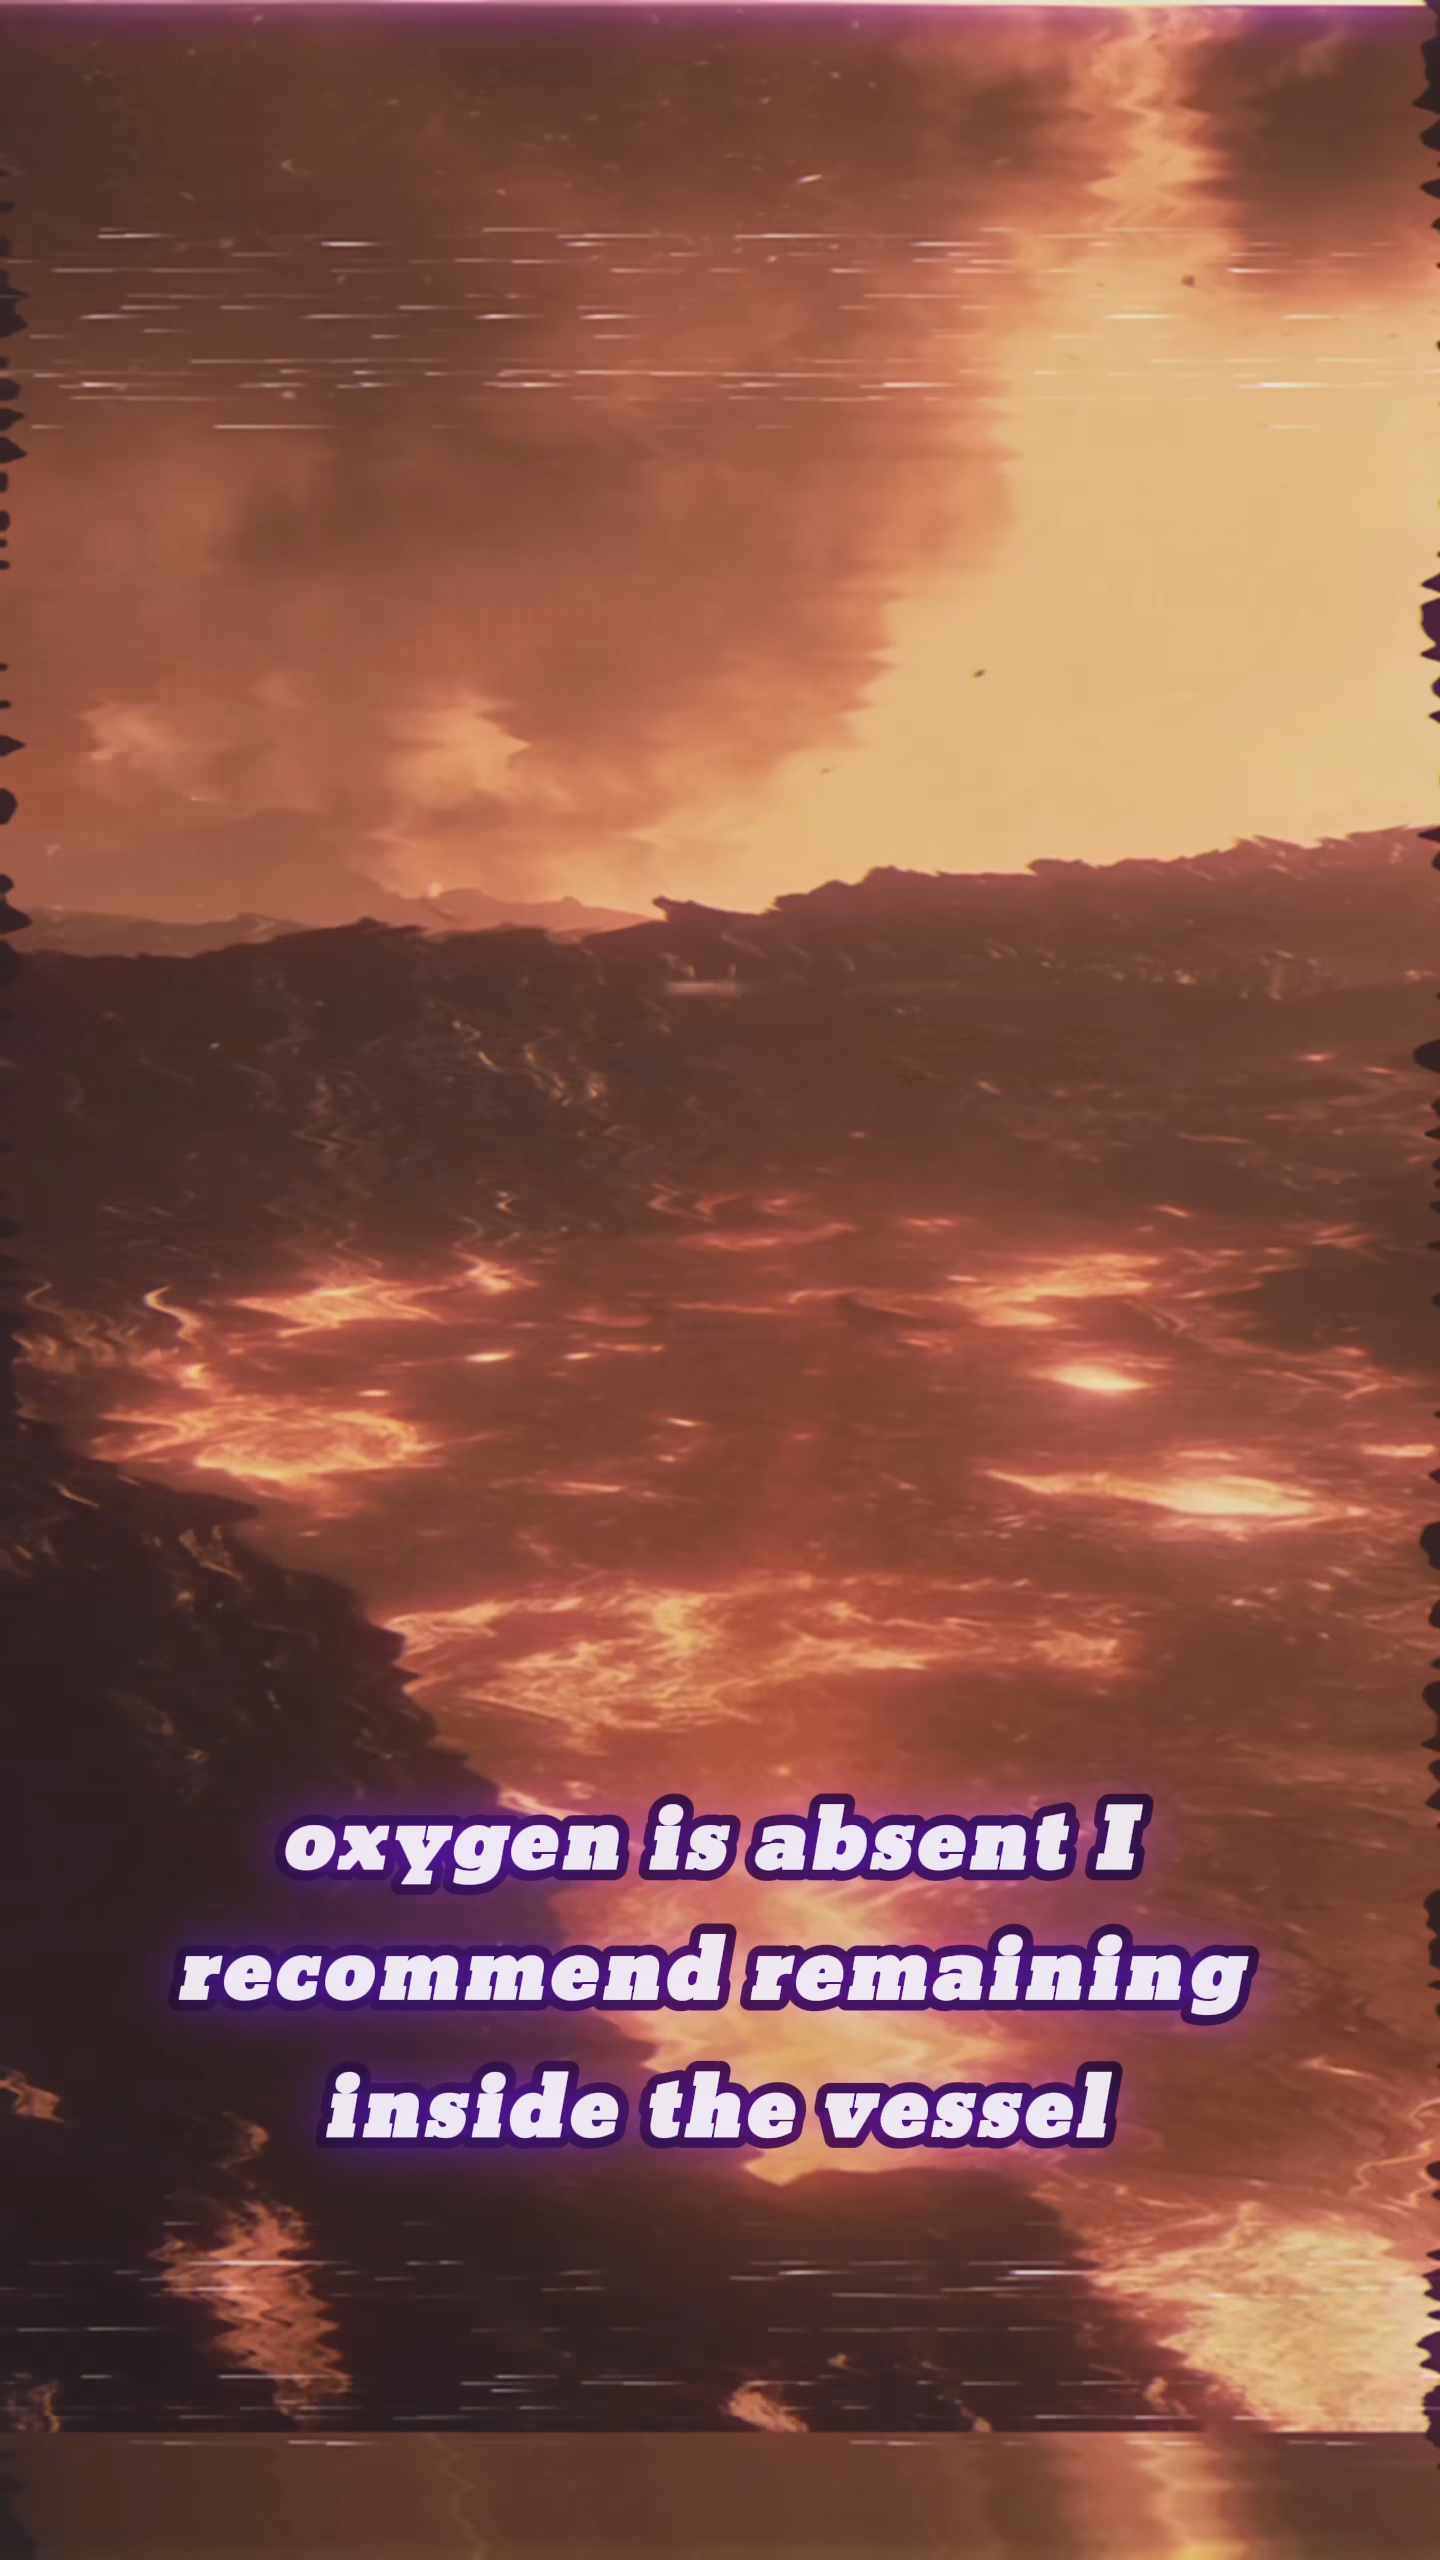 oxygen is absent I
recommend remaining
inside the vessel